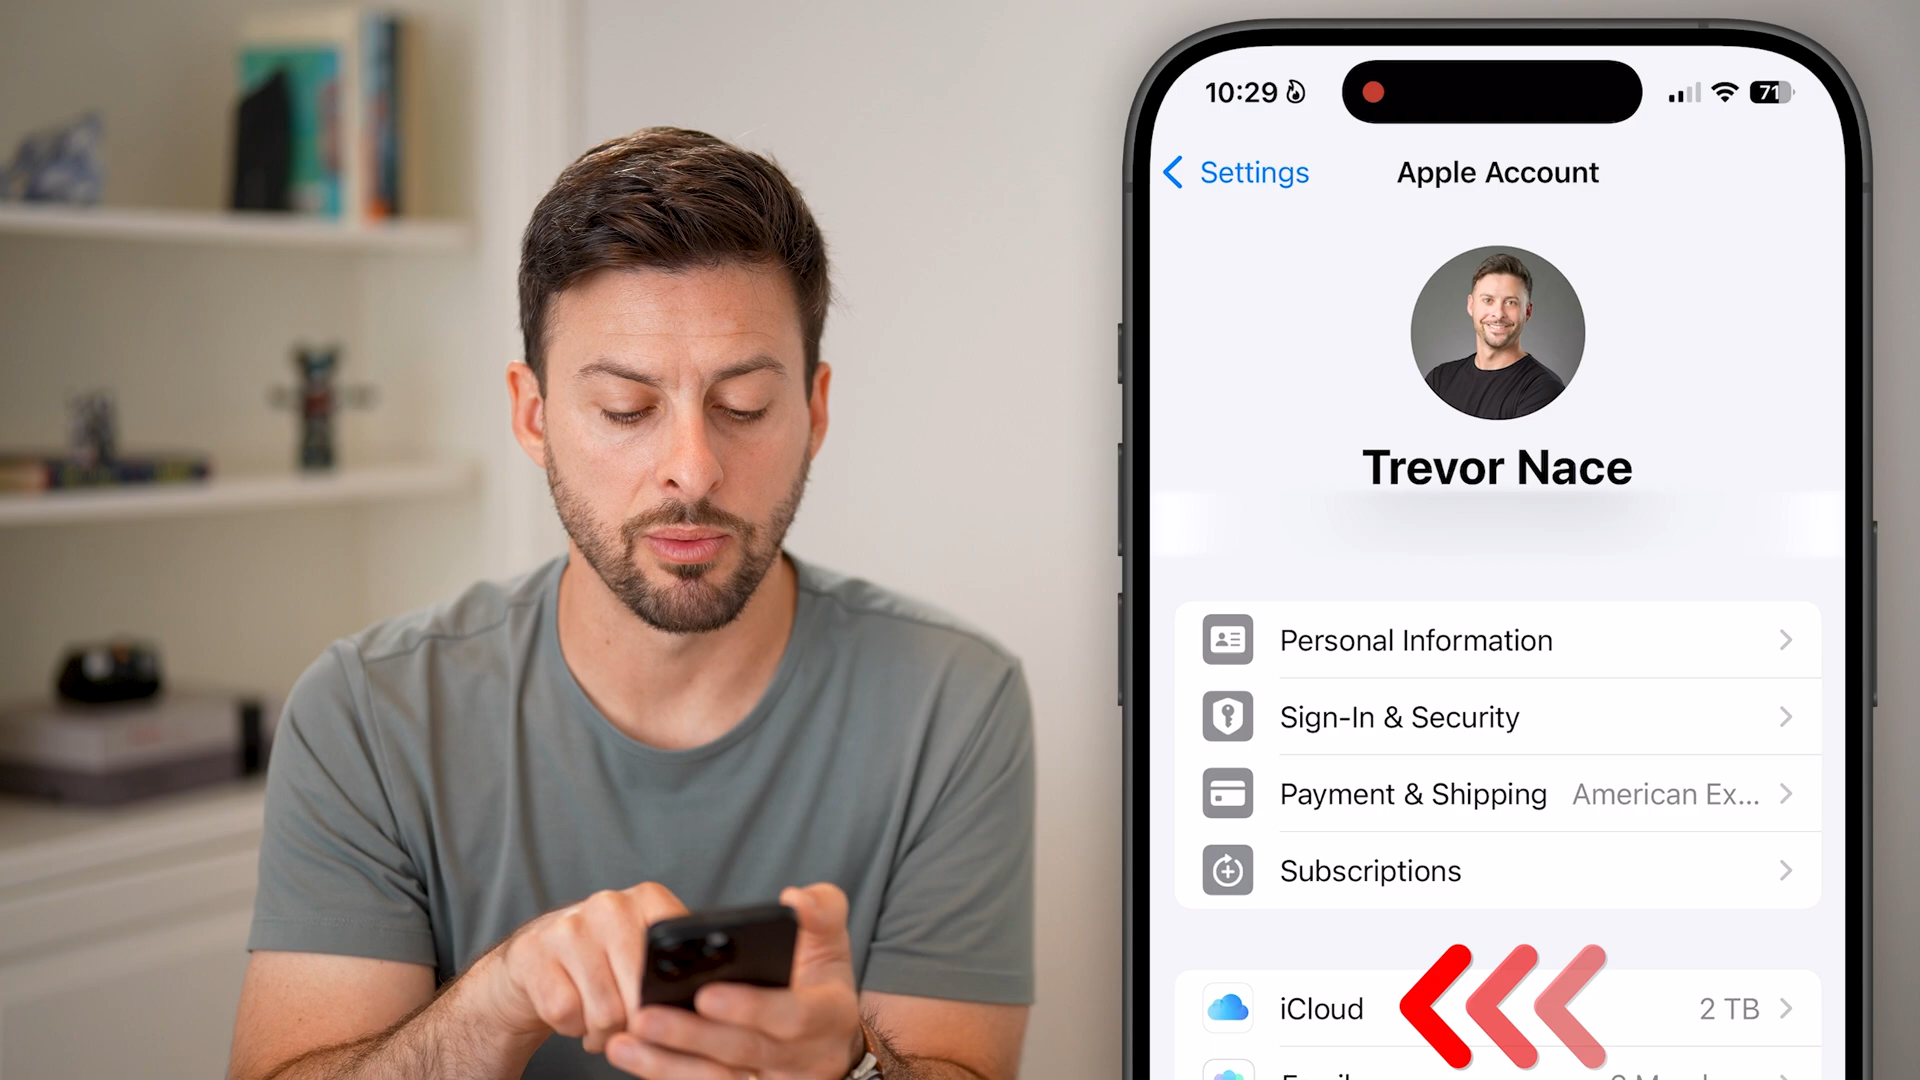 10:29
71
Settings
Apple Account
Trevor Nace
Personal Information
Sign-In & Security
Payment & Shipping American Ex...
Subscriptions
iCloud 2 TB